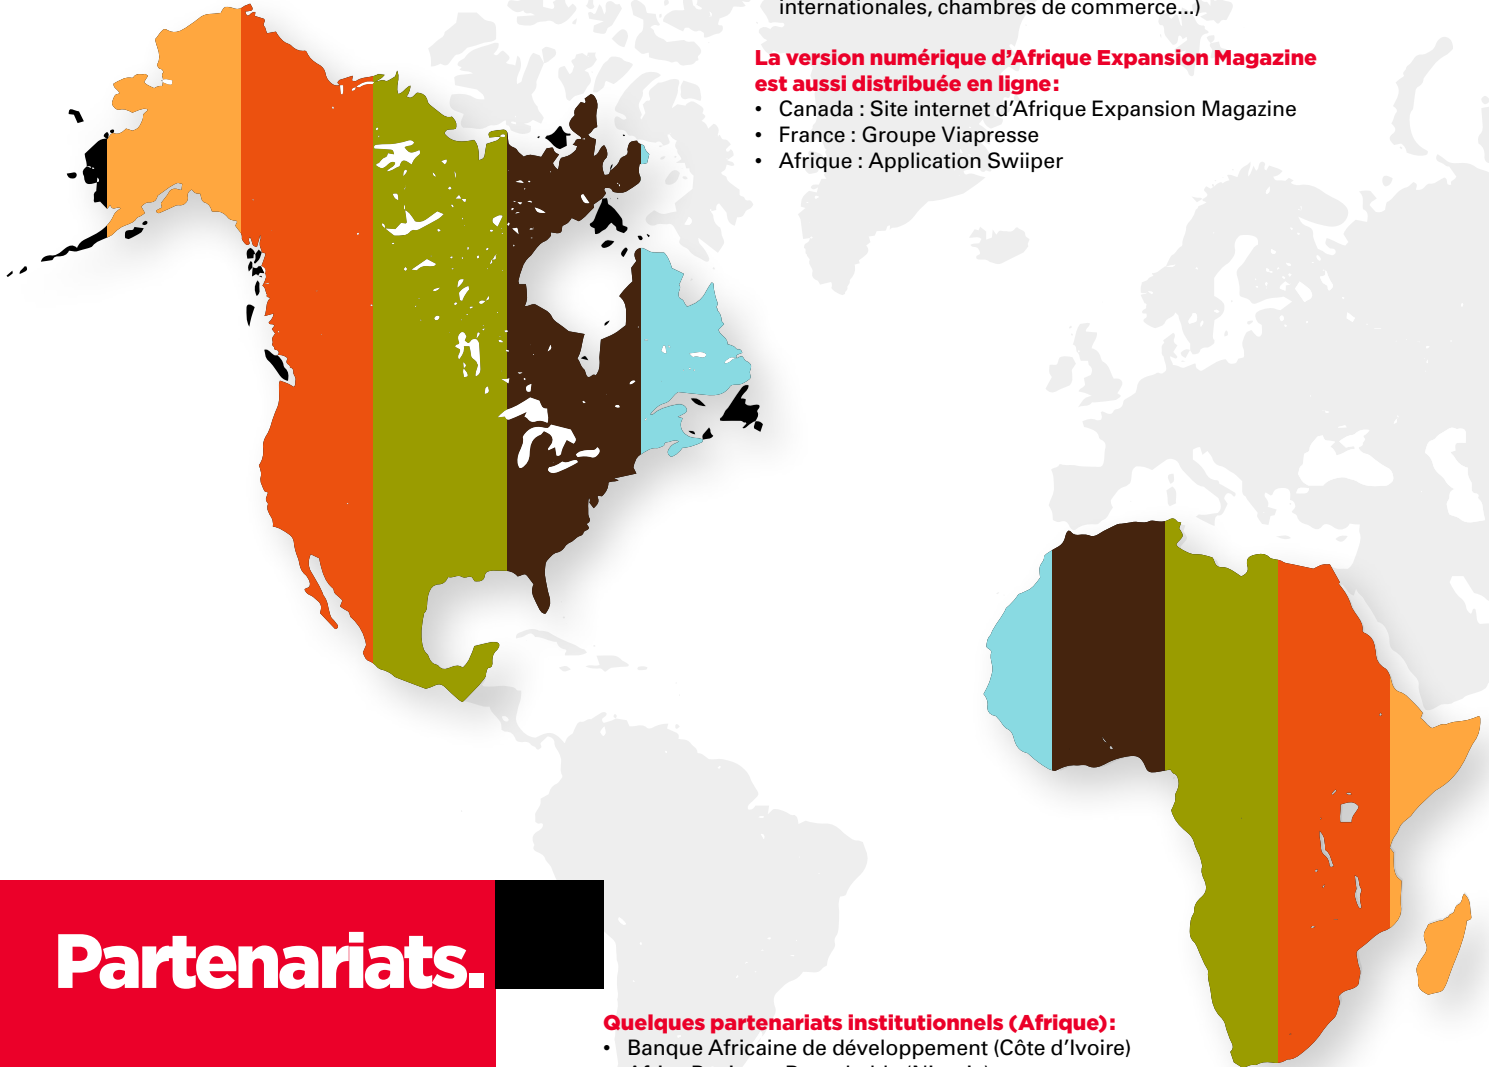 internationales, chambres de commerce...)
La version numérique d’Afrique Expansion Magazine
est aussi distribuée en ligne:
• Canada : Site internet d’Afrique Expansion Magazine
• France : Groupe Viapresse
• Afrique : Application Swiiper
Partenariats.
Quelques partenariats institutionnels (Afrique):
• Banque Africaine de développement (Côte d’Ivoire)